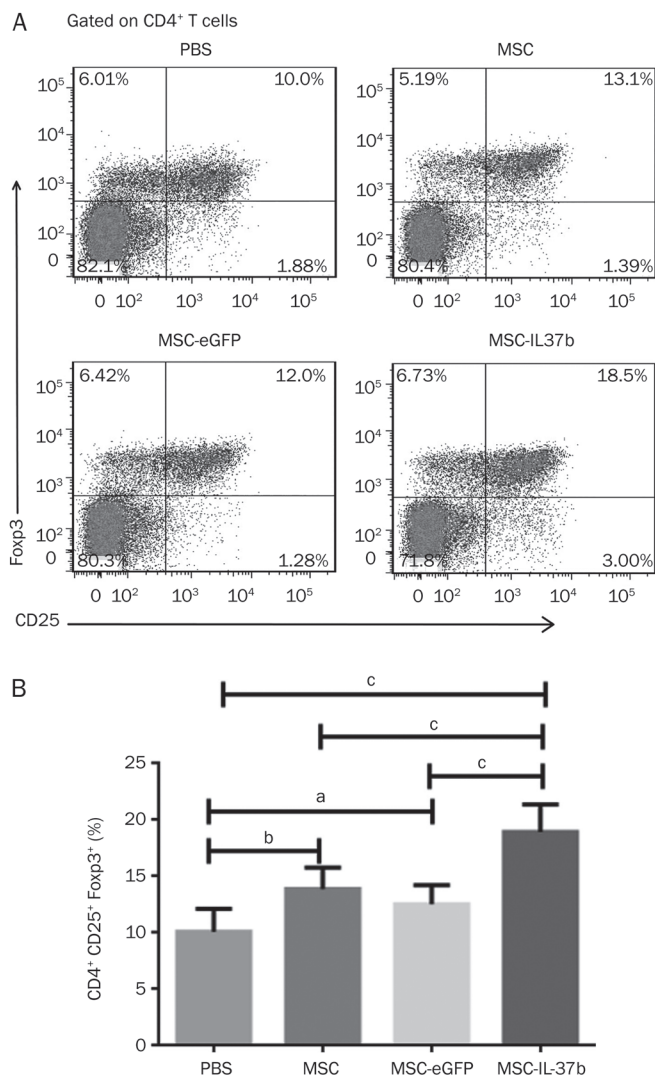 A
Gated on CD4⁺ T cells
PBS
MSC
6.01% 10.0%
5.19% 13.1%
10⁵
10⁴
10³
10²
0
10⁵
10⁴
10³
10²
0
82.1% 1.88%
80.4% 1.39%
0 10² 10³ 10⁴ 10⁵
0 10² 10³ 10⁴ 10⁵
MSC-eGFP
MSC-IL37b
6.42% 12.0%
6.73% 18.5%
10⁵
10⁴
10³
10²
0
10⁵
10⁴
10³
10²
0
80.3% 1.28%
71.8% 3.00%
0 10² 10³ 10⁴ 10⁵
0 10² 10³ 10⁴ 10⁵
Foxp3
CD25
B
c
c
c
a
b
CD4⁺ CD25⁺ Foxp3⁺ (%)
25
20
15
10
5
0
PBS MSC MSC-eGFP MSC-IL-37b